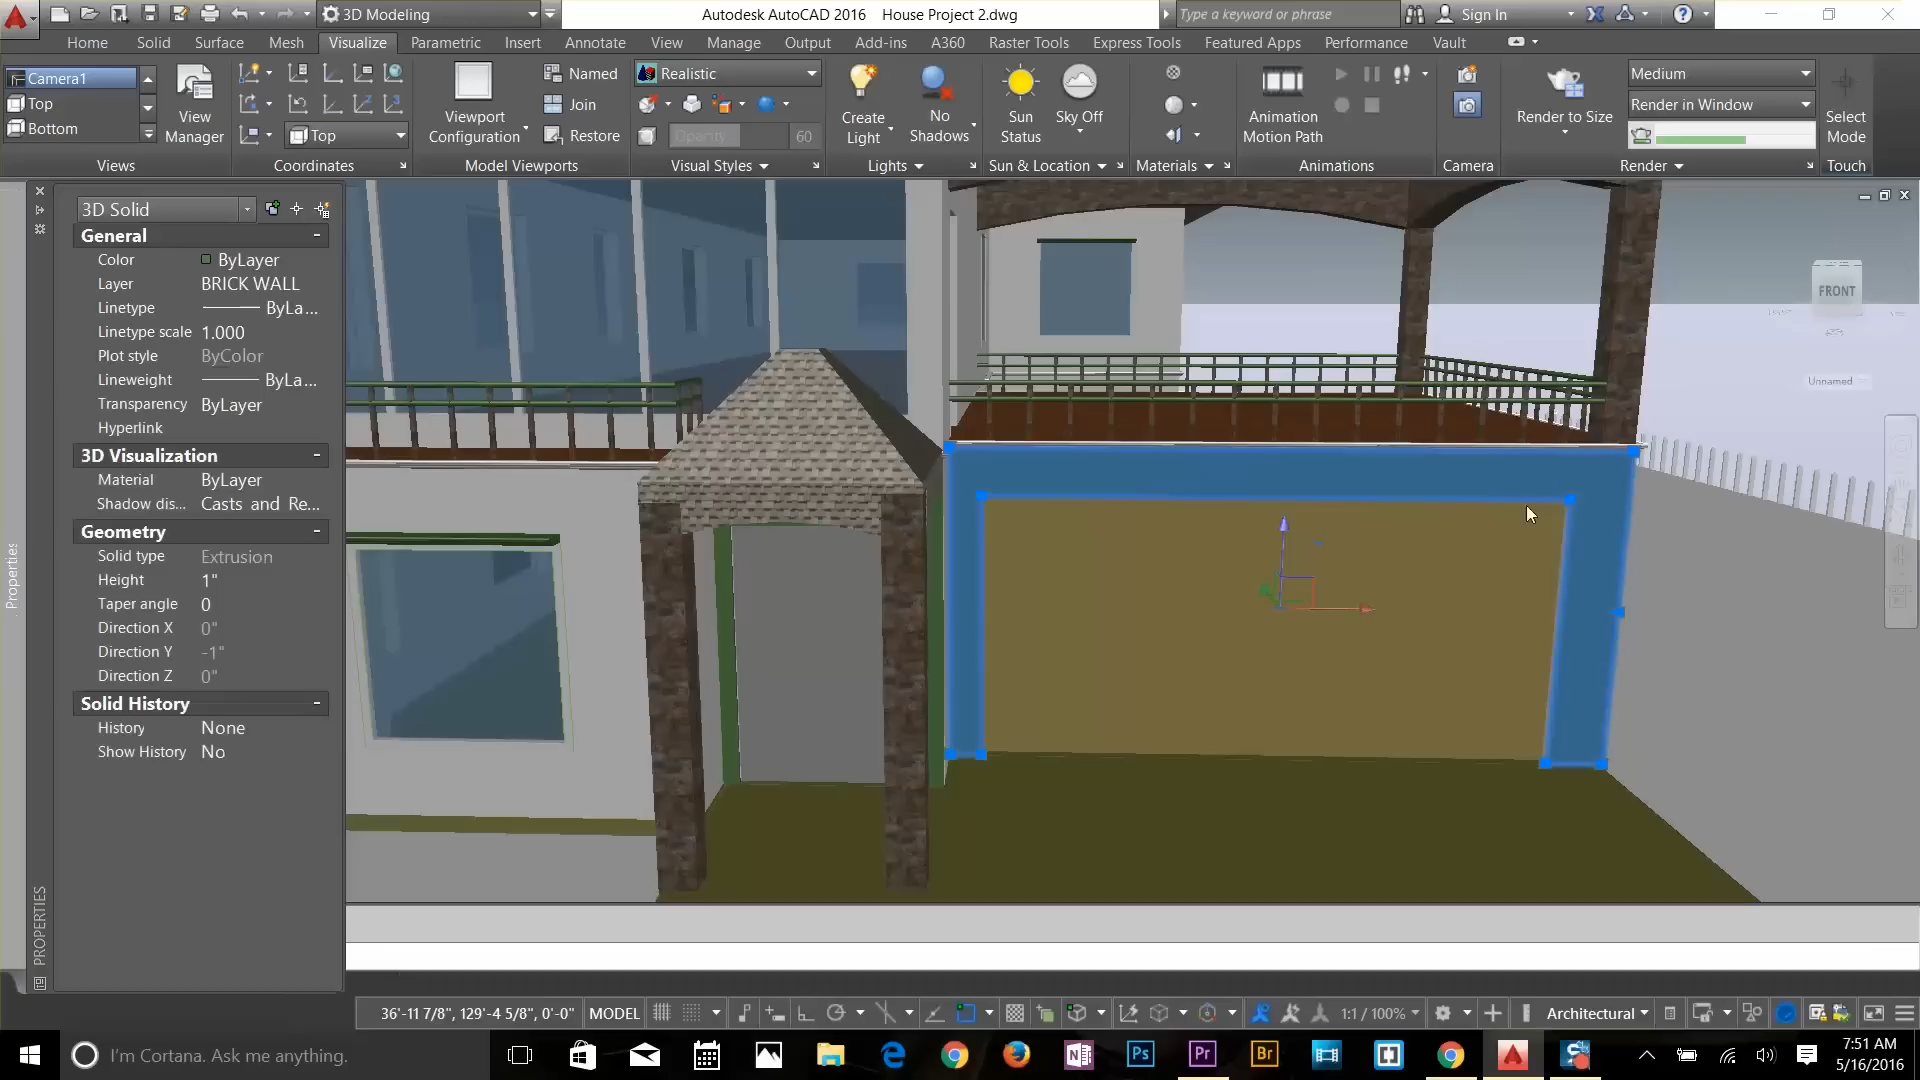 3D Modeling
Autodesk AutoCAD 2016 House Project 2.dwg
Type a keyword or phrase
Sign In
Home Solid Surface Mesh Visualize Parametric Insert Annotate View Manage Output Add-ins A360 Raster Tools Express Tools Featured Apps Performance Vault
Camera1
Top
Bottom
View
Manager
Top
Viewport
Configuration
Named
Join
Restore
Realistic
Opacity 60
Create
Light
No
Shadows
Sun
Status
Sky Off
Animation
Motion Path
Render to Size
Medium
Render in Window
Select
Mode
Views Coordinates Model Viewports Visual Styles Lights Sun & Location Materials Animations Camera Render Touch
3D Solid
General
Color ByLayer
Layer BRICK WALL
Linetype ByLa...
Linetype scale 1.000
Plot style ByColor
Lineweight ByLa...
Transparency ByLayer
Hyperlink
3D Visualization
Material ByLayer
Shadow dis... Casts and Re...
Geometry
Solid type Extrusion
Height 1"
Taper angle 0
Direction X 0"
Direction Y -1"
Direction Z 0"
Solid History
History None
Show History No
Properties
PROPERTIES
FRONT
Unnamed
36'-11 7/8", 129'-4 5/8", 0'-0" MODEL
1:1 / 100%
Architectural
I'm Cortana. Ask me anything.
N
Ps
Pr
Br
7:51 AM
5/16/2016